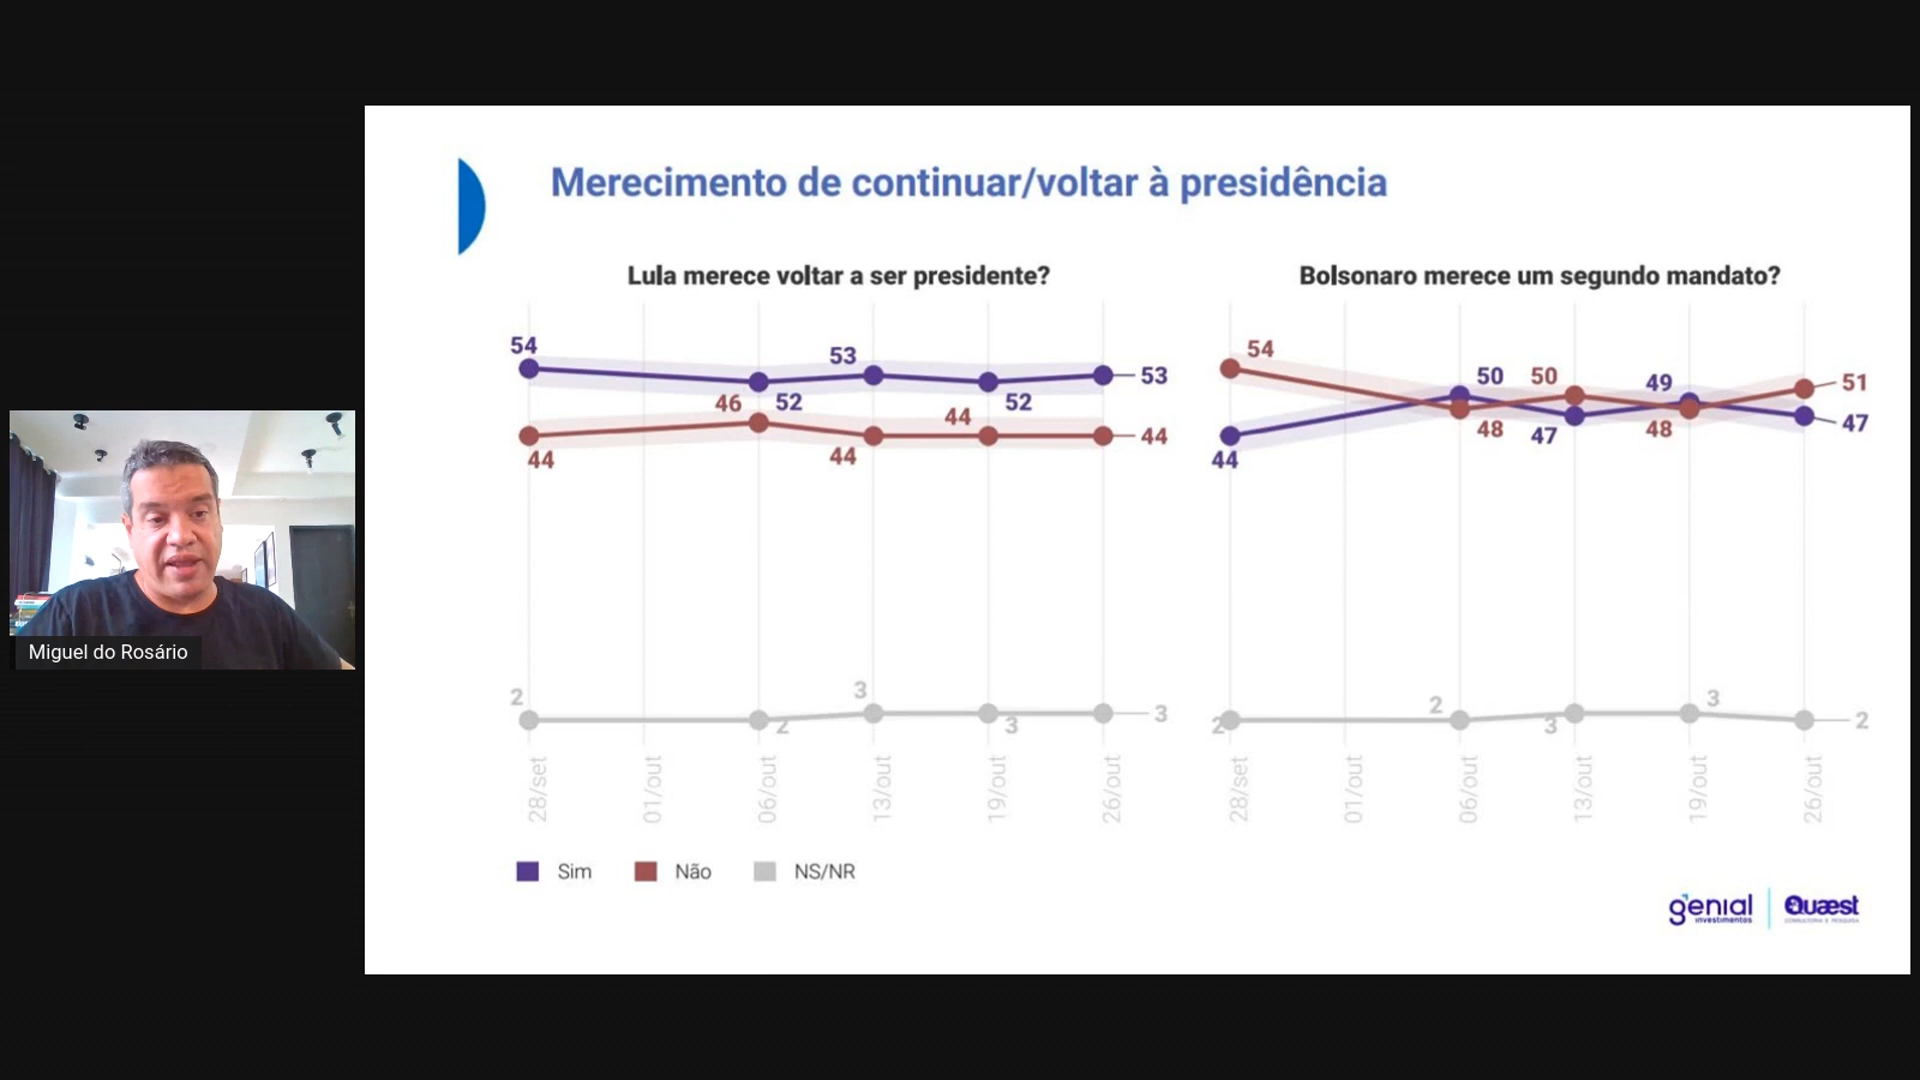 Merecimento de continuar/voltar à presidência
Lula merece voltar a ser presidente?
54
53
53
46
52
52
44
44
44
44
2
2
3
3
3
28/set
01/out
06/out
13/out
19/out
26/out
Bolsonaro merece um segundo mandato?
54
50
50
49
51
44
48
47
48
47
2
2
3
3
2
28/set
01/out
06/out
13/out
19/out
26/out
Sim
Não
NS/NR
Miguel do Rosário
genial
investimentos
Quæst